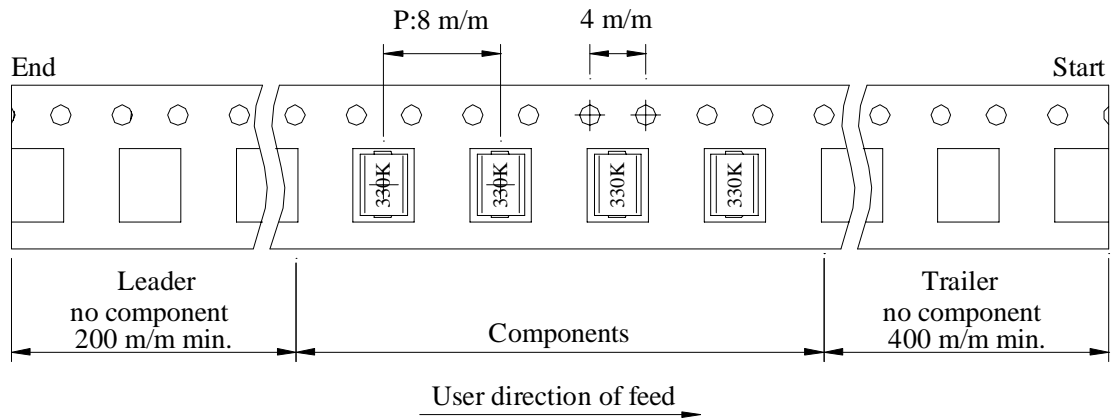 P:8 m/m
4 m/m
End
Start
330K
330K
330K
330K
Leader
no component
200 m/m min.
Components
Trailer
no component
400 m/m min.
User direction of feed